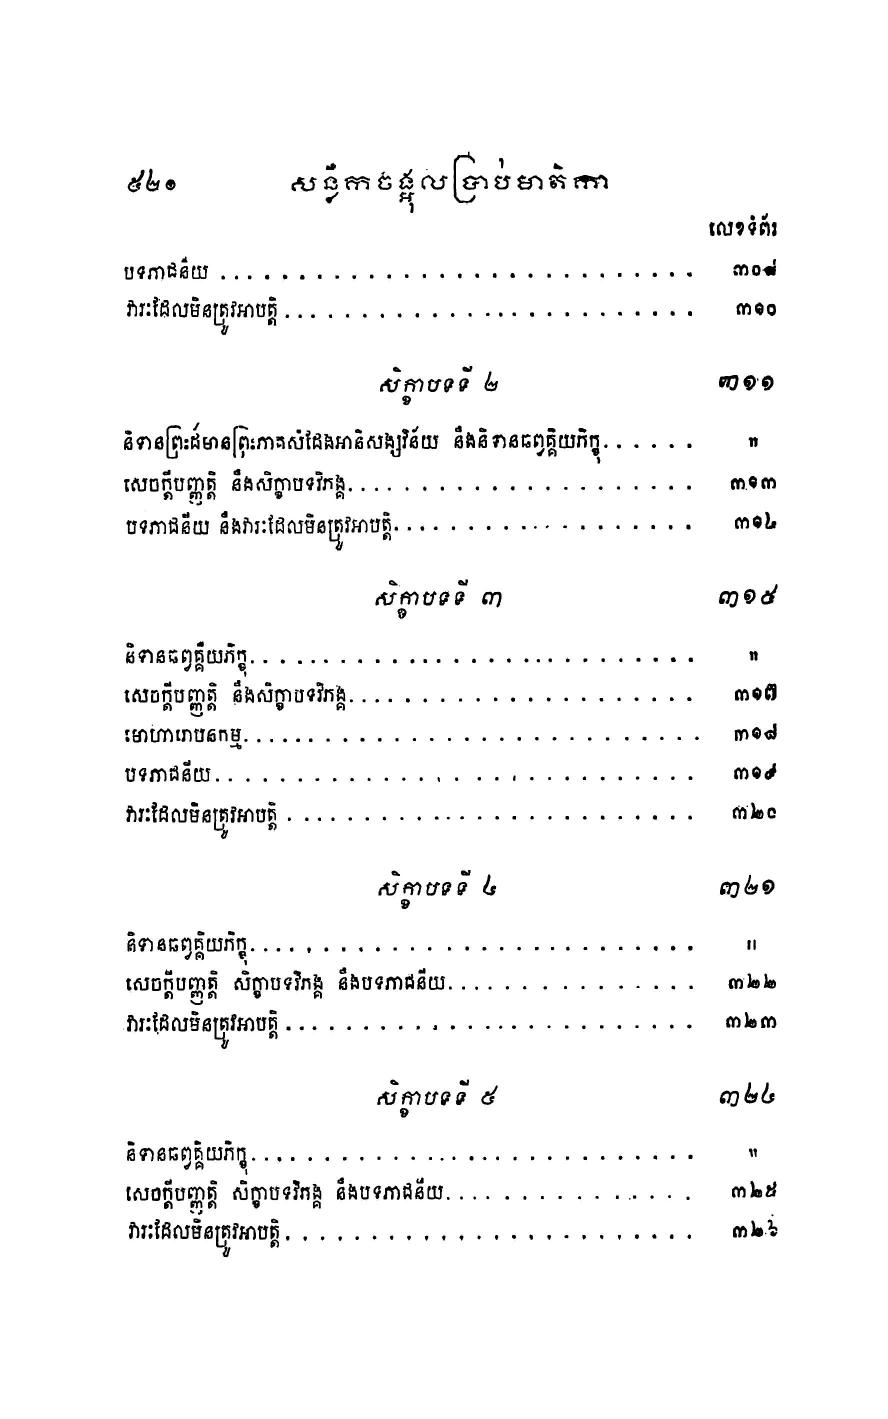 ៥២១ សន្លឹកចង្អុលប្រាប់មាតិកា
លេខទំព័រ
បទភាជនីយ ........................... ៣០៩
វារៈដែលមិនត្រូវអាបត្តិ ........................... ៣១០
សិក្ខាបទទី ២ ៣១១
និទានព្រះដ៏មានព្រះភាគសំដែងអានិសង្សវិន័យ នឹងនិទានឆព្វគ្គិយភិក្ខុ...... "
សេចក្តីបញ្ញត្តិ នឹងសិក្ខាបទវិភង្គ........................ ៣១៣
បទភាជនីយ នឹងវារៈដែលមិនត្រូវអាបត្តិ........................ ៣១៤
សិក្ខាបទទី ៣ ៣១៥
និទានឆព្វគ្គិយភិក្ខុ........................... "
សេចក្តីបញ្ញត្តិ នឹងសិក្ខាបទវិភង្គ........................ ៣១៧
មោហារោបនកម្ម........................... ៣១៨
បទភាជនីយ........................... ៣១៩
វារៈដែលមិនត្រូវអាបត្តិ ........................... ៣២០
សិក្ខាបទទី ៤ ៣២១
និទានឆព្វគ្គិយភិក្ខុ........................... "
សេចក្តីបញ្ញត្តិ សិក្ខាបទវិភង្គ នឹងបទភាជនីយ................. ៣២២
វារៈដែលមិនត្រូវអាបត្តិ ........................... ៣២៣
សិក្ខាបទទី ៥ ៣២៤
និទានឆព្វគ្គិយភិក្ខុ........................... "
សេចក្តីបញ្ញត្តិ សិក្ខាបទវិភង្គ នឹងបទភាជនីយ................. ៣២៥
វារៈដែលមិនត្រូវអាបត្តិ........................... ៣២៦